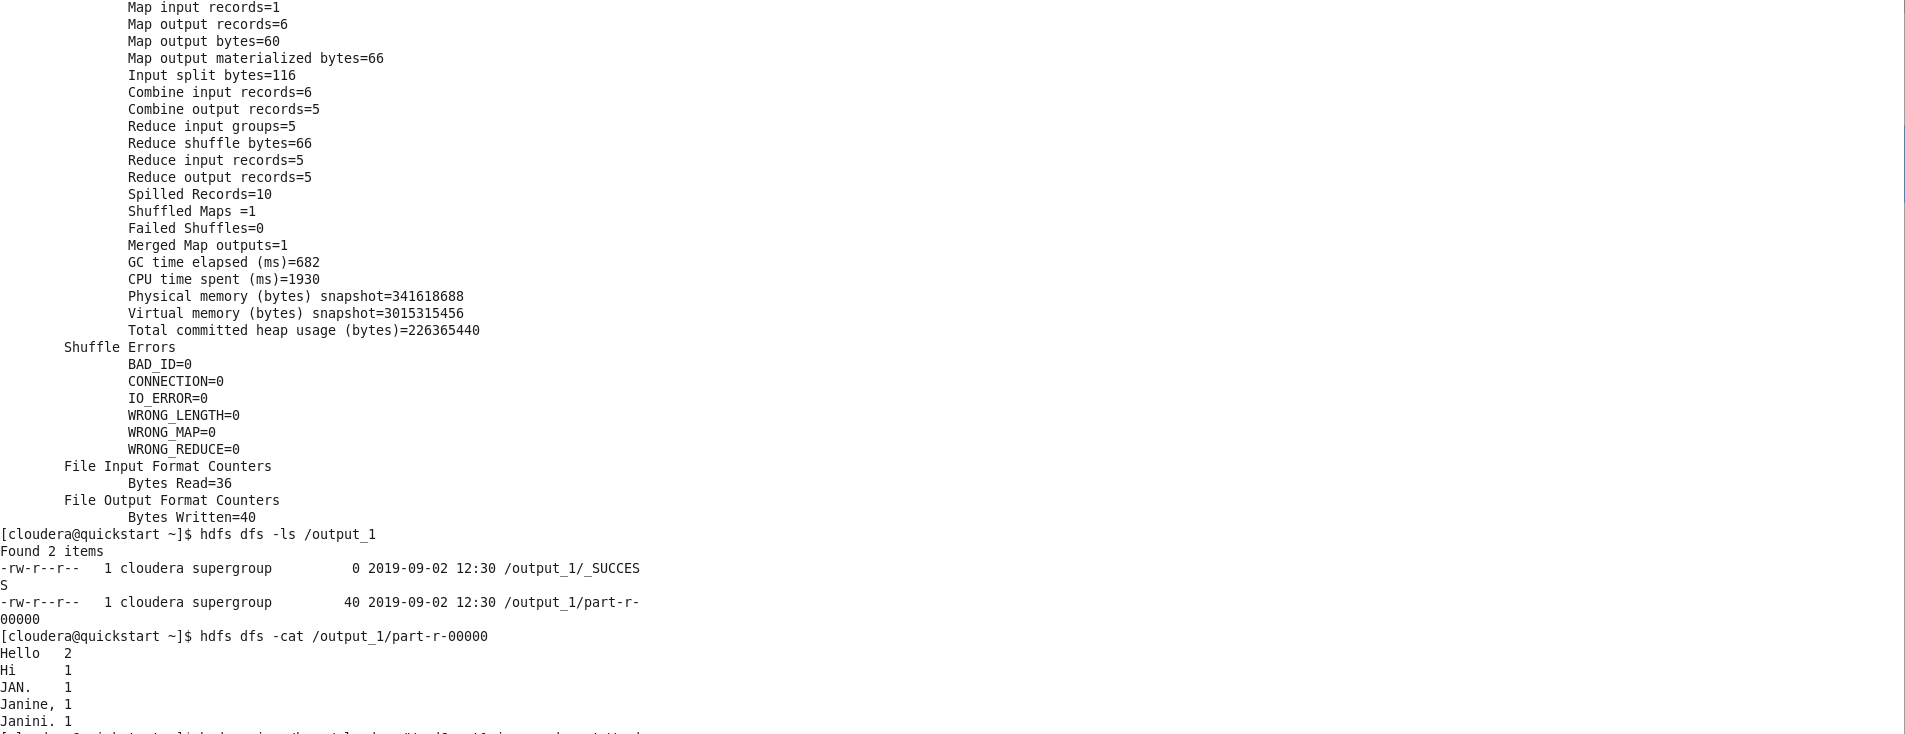 Map input records=1
Map output records=6
Map output bytes=60
Map output materialized bytes=66
Input split bytes=116
Combine input records=6
Combine output records=5
Reduce input groups=5
Reduce shuffle bytes=66
Reduce input records=5
Reduce output records=5
Spilled Records=10
Shuffled Maps =1
Failed Shuffles=0
Merged Map outputs=1
GC time elapsed (ms)=682
CPU time spent (ms)=1930
Physical memory (bytes) snapshot=341618688
Virtual memory (bytes) snapshot=3015315456
Total committed heap usage (bytes)=226365440
Shuffle Errors
BAD_ID=0
CONNECTION=0
IO_ERROR=0
WRONG_LENGTH=0
WRONG_MAP=0
WRONG_REDUCE=0
File Input Format Counters
Bytes Read=36
File Output Format Counters
Bytes Written=40
[cloudera@quickstart ~]$ hdfs dfs -ls /output_1
Found 2 items
-rw-r--r--   1 cloudera supergroup          0 2019-09-02 12:30 /output_1/_SUCCES
S
-rw-r--r--   1 cloudera supergroup         40 2019-09-02 12:30 /output_1/part-r-
00000
[cloudera@quickstart ~]$ hdfs dfs -cat /output_1/part-r-00000
Hello   2
Hi      1
JAN.    1
Janine, 1
Janini. 1